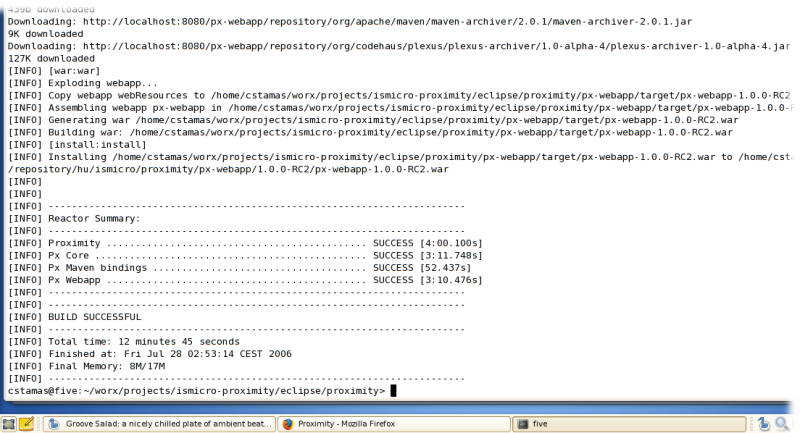 439b downloaded
Downloading: http://localhost:8080/px-webapp/repository/org/apache/maven/maven-archiver/2.0.1/maven-archiver-2.0.1.jar
9K downloaded
Downloading: http://localhost:8080/px-webapp/repository/org/codehaus/plexus/plexus-archiver/1.0-alpha-4/plexus-archiver-1.0-alpha-4.jar
127K downloaded
[INFO] [war:war]
[INFO] Exploding webapp...
[INFO] Copy webapp webResources to /home/cstamas/worx/projects/ismicro-proximity/eclipse/proximity/px-webapp/target/px-webapp-1.0.0-RC2
[INFO] Assembling webapp px-webapp in /home/cstamas/worx/projects/ismicro-proximity/eclipse/proximity/px-webapp/target/px-webapp-1.0.0-R
[INFO] Generating war /home/cstamas/worx/projects/ismicro-proximity/eclipse/proximity/px-webapp/target/px-webapp-1.0.0-RC2.war
[INFO] Building war: /home/cstamas/worx/projects/ismicro-proximity/eclipse/proximity/px-webapp/target/px-webapp-1.0.0-RC2.war
[INFO] [install:install]
[INFO] Installing /home/cstamas/worx/projects/ismicro-proximity/eclipse/proximity/px-webapp/target/px-webapp-1.0.0-RC2.war to /home/csta
/repository/hu/ismicro/proximity/px-webapp/1.0.0-RC2/px-webapp-1.0.0-RC2.war
[INFO]
[INFO]
[INFO] ------------------------------------------------------------------------
[INFO] Reactor Summary:
[INFO] ------------------------------------------------------------------------
[INFO] Proximity ............................................. SUCCESS [4:00.100s]
[INFO] Px Core ............................................... SUCCESS [3:11.748s]
[INFO] Px Maven bindings ..................................... SUCCESS [52.437s]
[INFO] Px Webapp ............................................. SUCCESS [3:10.476s]
[INFO] ------------------------------------------------------------------------
[INFO] ------------------------------------------------------------------------
[INFO] BUILD SUCCESSFUL
[INFO] ------------------------------------------------------------------------
[INFO] Total time: 12 minutes 45 seconds
[INFO] Finished at: Fri Jul 28 02:53:14 CEST 2006
[INFO] Final Memory: 8M/17M
[INFO] ------------------------------------------------------------------------
cstamas@five:~/worx/projects/ismicro-proximity/eclipse/proximity>
Groove Salad: a nicely chilled plate of ambient beat...
Proximity - Mozilla Firefox
five